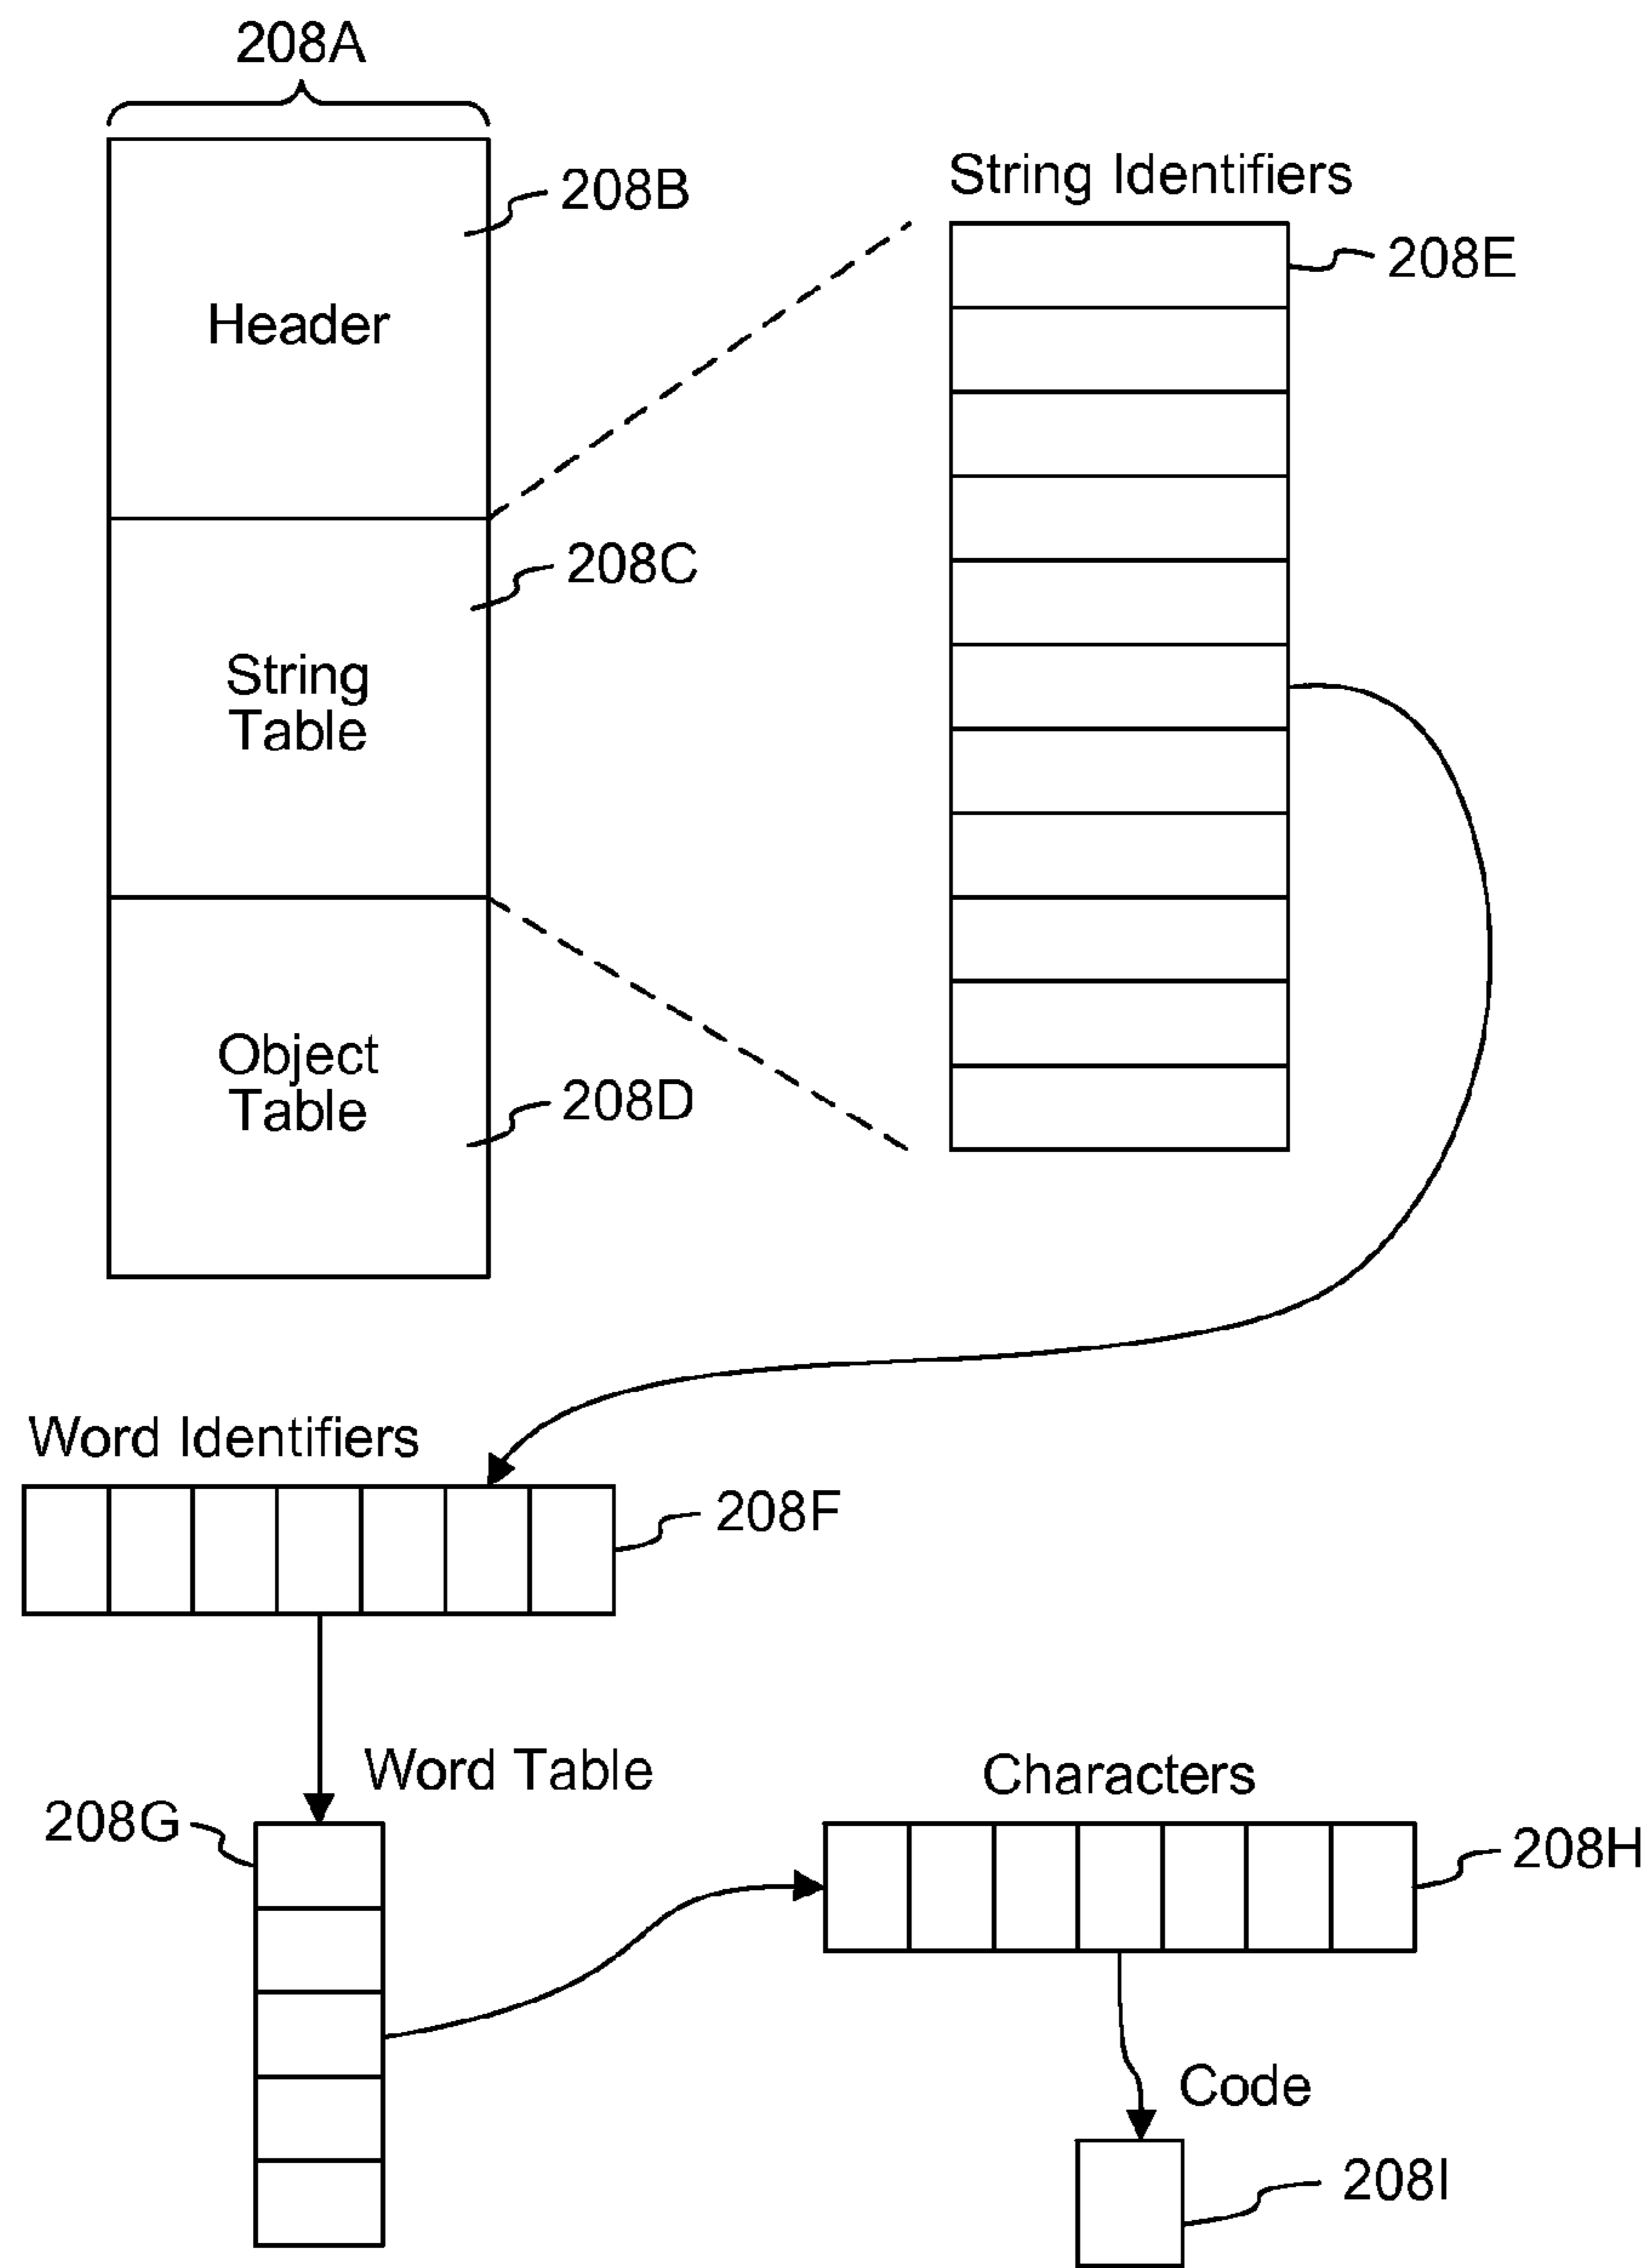 208A
208B
Header
String Identifiers
208E
208C
String
Table
Object
Table
208D
Word Identifiers
208F
Word Table
208G
Characters
208H
Code
208I